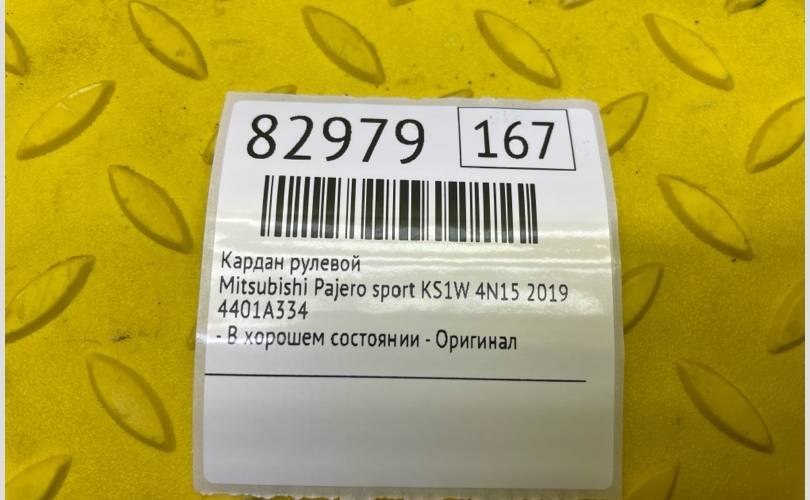 82979 167
Кардан рулевой
Mitsubishi Pajero sport KS1W 4N15 2019
4401A334
- В хорошем состоянии - Оригинал